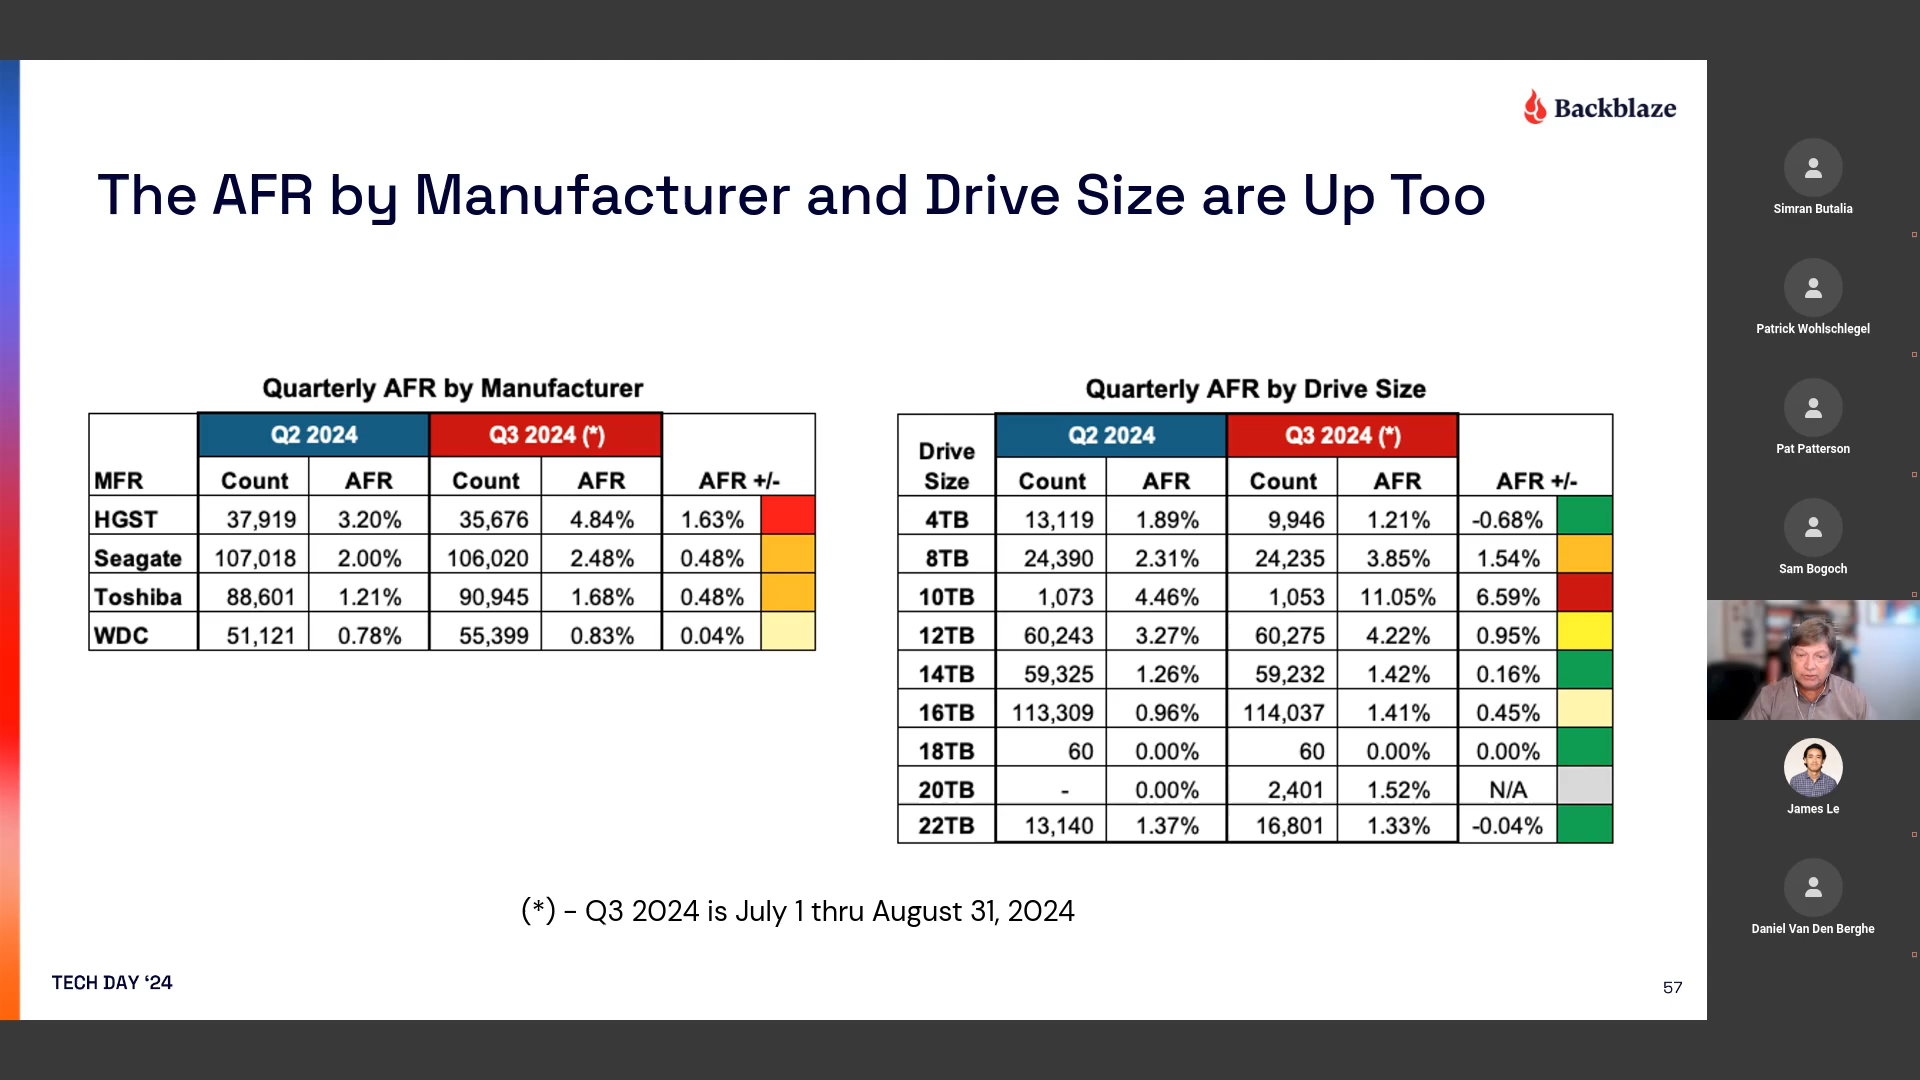 Backblaze
The AFR by Manufacturer and Drive Size are Up Too
Quarterly AFR by Manufacturer
Q2 2024 Q3 2024 (*)
MFR Count AFR Count AFR AFR +/-
HGST 37,919 3.20% 35,676 4.84% 1.63%
Seagate 107,018 2.00% 106,020 2.48% 0.48%
Toshiba 88,601 1.21% 90,945 1.68% 0.48%
WDC 51,121 0.78% 55,399 0.83% 0.04%
Quarterly AFR by Drive Size
Q2 2024 Q3 2024 (*)
Drive
Size Count AFR Count AFR AFR +/-
4TB 13,119 1.89% 9,946 1.21% -0.68%
8TB 24,390 2.31% 24,235 3.85% 1.54%
10TB 1,073 4.46% 1,053 11.05% 6.59%
12TB 60,243 3.27% 60,275 4.22% 0.95%
14TB 59,325 1.26% 59,232 1.42% 0.16%
16TB 113,309 0.96% 114,037 1.41% 0.45%
18TB 60 0.00% 60 0.00% 0.00%
20TB - 0.00% 2,401 1.52% N/A
22TB 13,140 1.37% 16,801 1.33% -0.04%
(*) - Q3 2024 is July 1 thru August 31, 2024
TECH DAY ‘24
57
Simran Butalia
Patrick Wohlschlegel
Pat Patterson
Sam Bogoch
James Le
Daniel Van Den Berghe